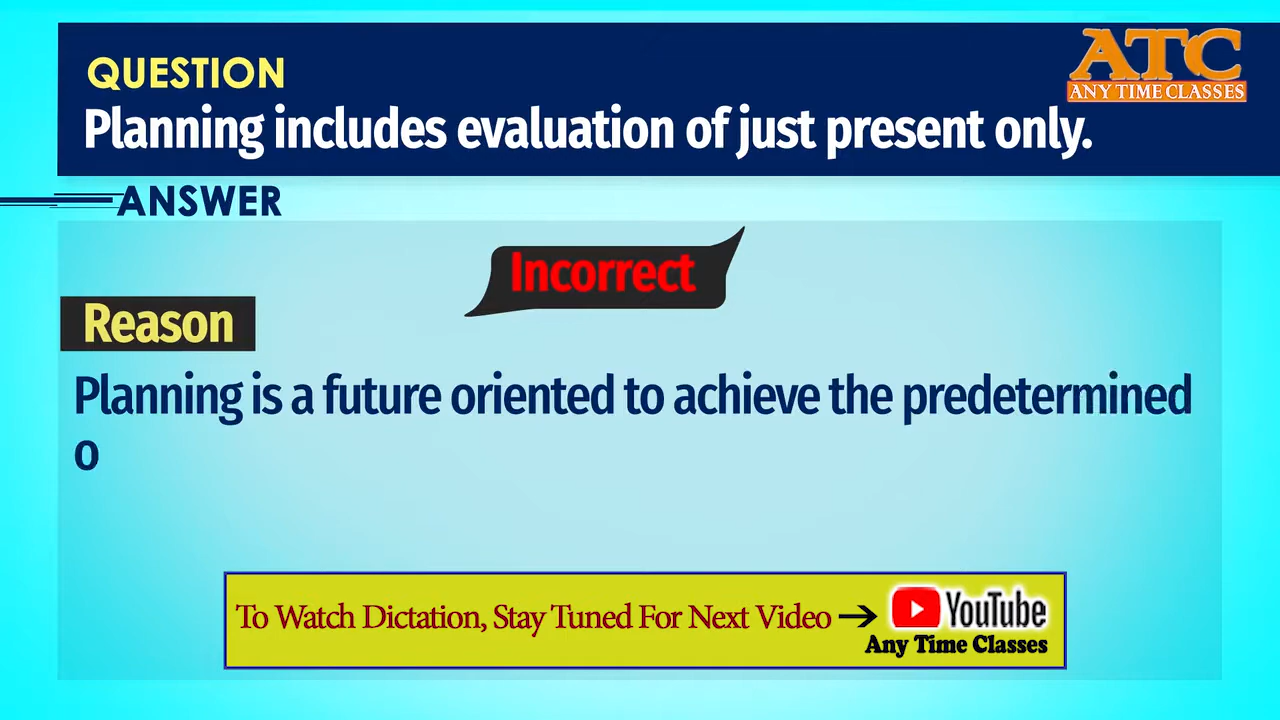 ATC
ANY TIME CLASSES
QUESTION
Planning includes evaluation of just present only.
ANSWER
Incorrect
Reason
Planning is a future oriented to achieve the predetermined
o
To Watch Dictation, Stay Tuned For Next Video → YouTube
Any Time Classes